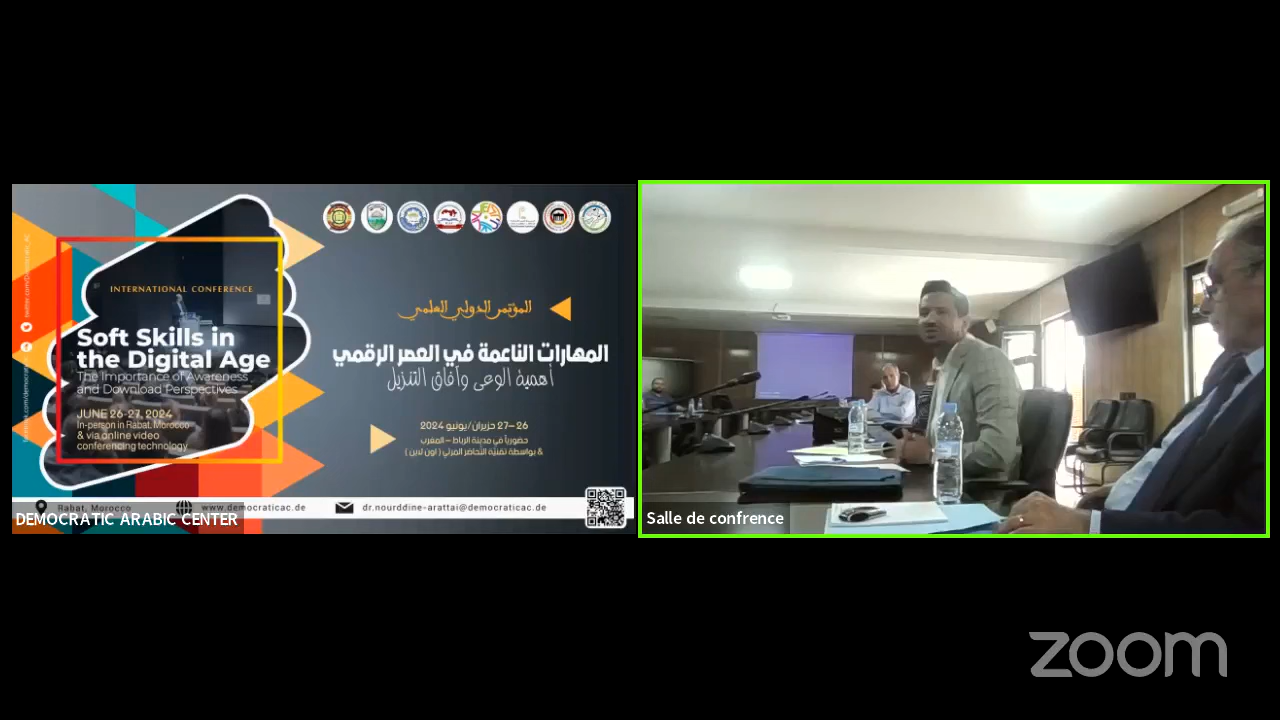 INTERNATIONAL CONFERENCE
Soft Skills in
the Digital Age
The Importance of Awareness
and Download Perspectives
JUNE 26-27, 2024
In-person in Rabat, Morocco
& via online video
conferencing technology
المؤتمر الدولي العلمي
المهارات الناعمة في العصر الرقمي
أهمية الوعي وآفاق التنزيل
26–27 حزيران/يونيو 2024
حضورياً في مدينة الرباط – المغرب
& بواسطة تقنيّة التّحاضر المرئي ( اون لاين )
Rabat, Morocco
www.democraticac.de
dr.nourddine-arattai@democraticac.de
DEMOCRATIC ARABIC CENTER
Salle de confrence
zoom